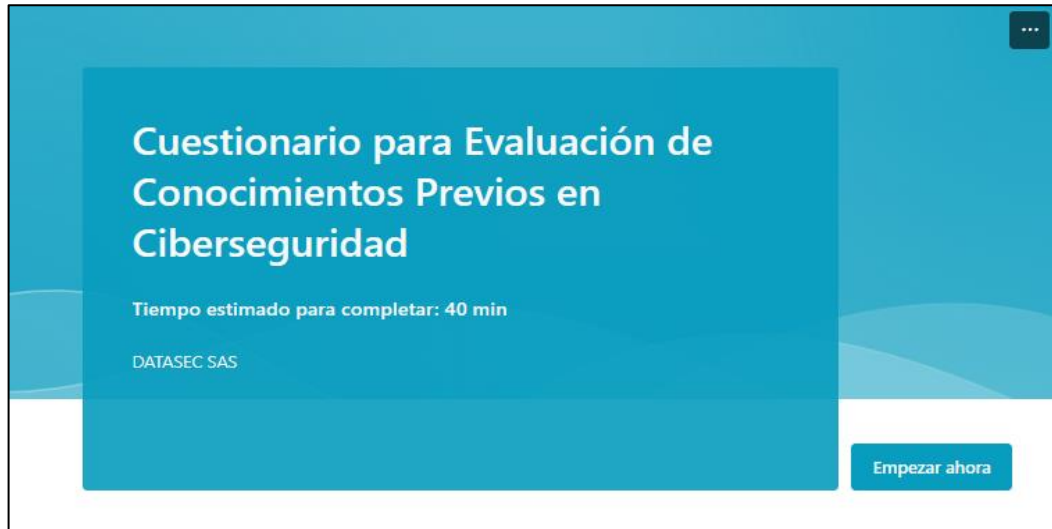 Cuestionario para Evaluación de
Conocimientos Previos en
Ciberseguridad
Tiempo estimado para completar: 40 min
DATASEC SAS
Empezar ahora